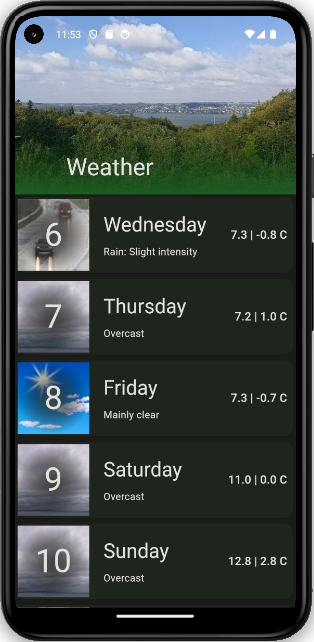 11:53
Weather
6
Wednesday
Rain: Slight intensity
7.3 | -0.8 C
7
Thursday
Overcast
7.2 | 1.0 C
8
Friday
Mainly clear
7.3 | -0.7 C
9
Saturday
Overcast
11.0 | 0.0 C
10
Sunday
Overcast
12.8 | 2.8 C